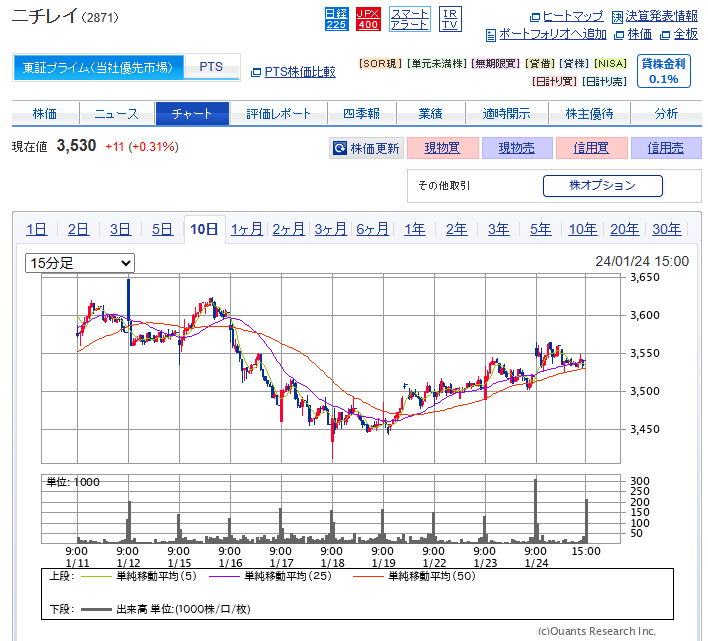 ニチレイ (2871)
日経 225
JPX 400
スマート アラート
IR TV
ヒートマップ 決算発表情報
ポートフォリオへ追加 株価 全板
東証プライム(当社優先市場) PTS PTS株価比較
[SOR現] [単元未満株] [無期限買] [貸借] [貸株] [NISA]
[日計り買] [日計り売]
貸株金利
0.1%
株価 ニュース チャート 評価レポート 四季報 業績 適時開示 株主優待 分析
現在値 3,530 +11 (+0.31%) 株価更新 現物買 現物売 信用買 信用売
その他取引 株オプション
1日 2日 3日 5日 10日 1ヶ月 2ヶ月 3ヶ月 6ヶ月 1年 2年 3年 5年 10年 20年 30年
15分足 24/01/24 15:00
3,650
3,600
3,550
3,500
3,450
単位: 1000
300
250
200
150
100
50
9:00 9:00 9:00 9:00 9:00 9:00 9:00 9:00 9:00 9:00 15:00
1/11 1/12 1/15 1/16 1/17 1/18 1/19 1/22 1/23 1/24
上段: 単純移動平均(5) 単純移動平均(25) 単純移動平均(50)
下段: 出来高 単位:(1000株/口/枚)
(c)Quants Research Inc.